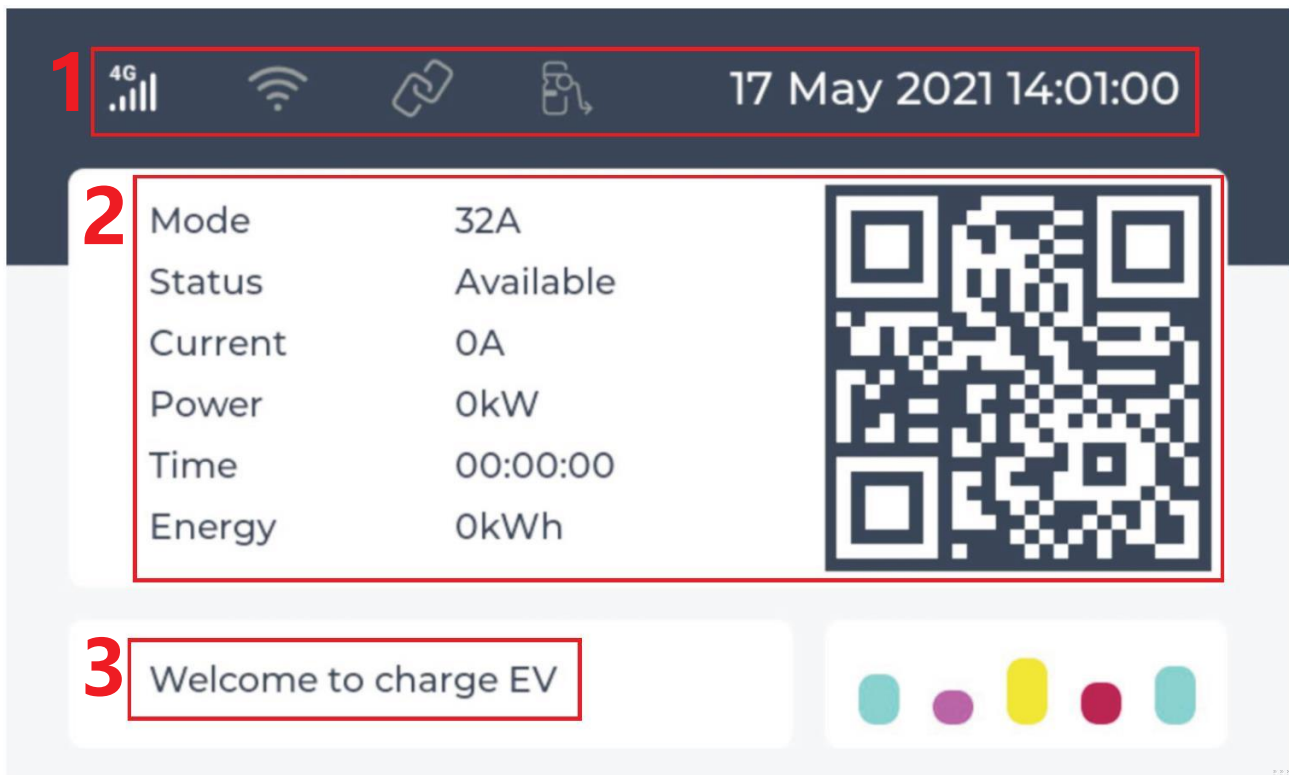 1
4G
17 May 2021 14:01:00
2
Mode 32A
Status Available
Current 0A
Power 0kW
Time 00:00:00
Energy 0kWh
3
Welcome to charge EV